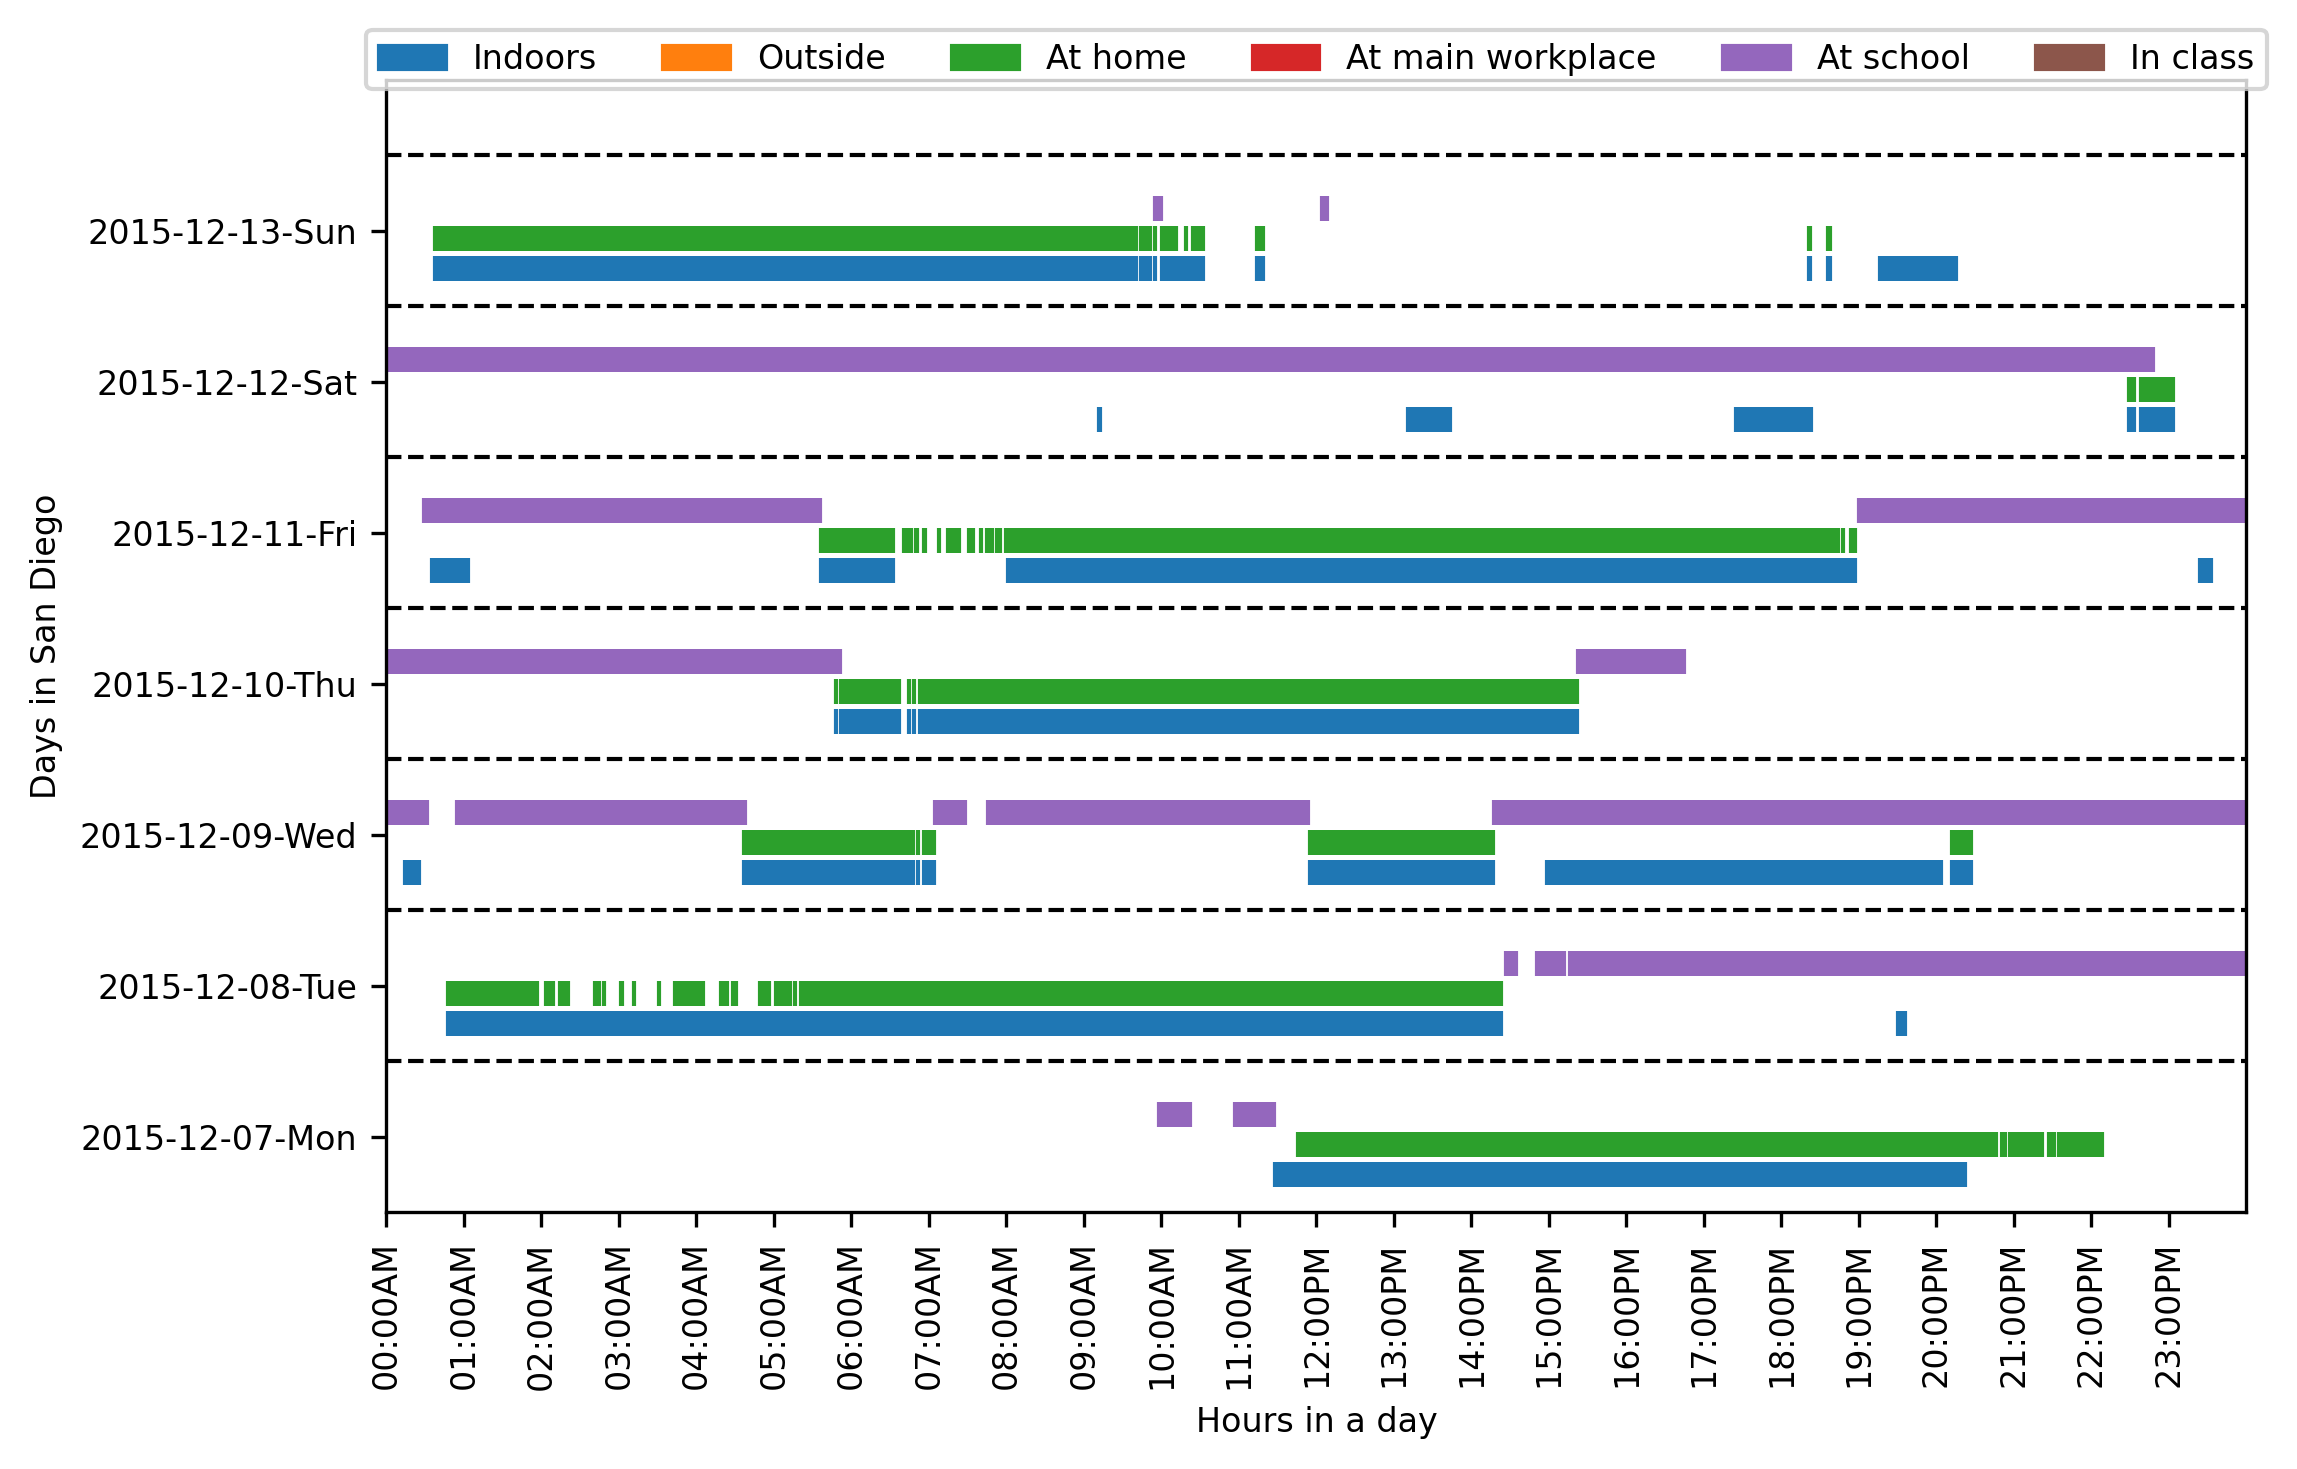 Indoors Outside At home At main workplace At school In class
Days in San Diego
2015-12-13-Sun
2015-12-12-Sat
2015-12-11-Fri
2015-12-10-Thu
2015-12-09-Wed
2015-12-08-Tue
2015-12-07-Mon
00:00AM
01:00AM
02:00AM
03:00AM
04:00AM
05:00AM
06:00AM
07:00AM
08:00AM
09:00AM
10:00AM
11:00AM
12:00PM
13:00PM
14:00PM
15:00PM
16:00PM
17:00PM
18:00PM
19:00PM
20:00PM
21:00PM
22:00PM
23:00PM
Hours in a day